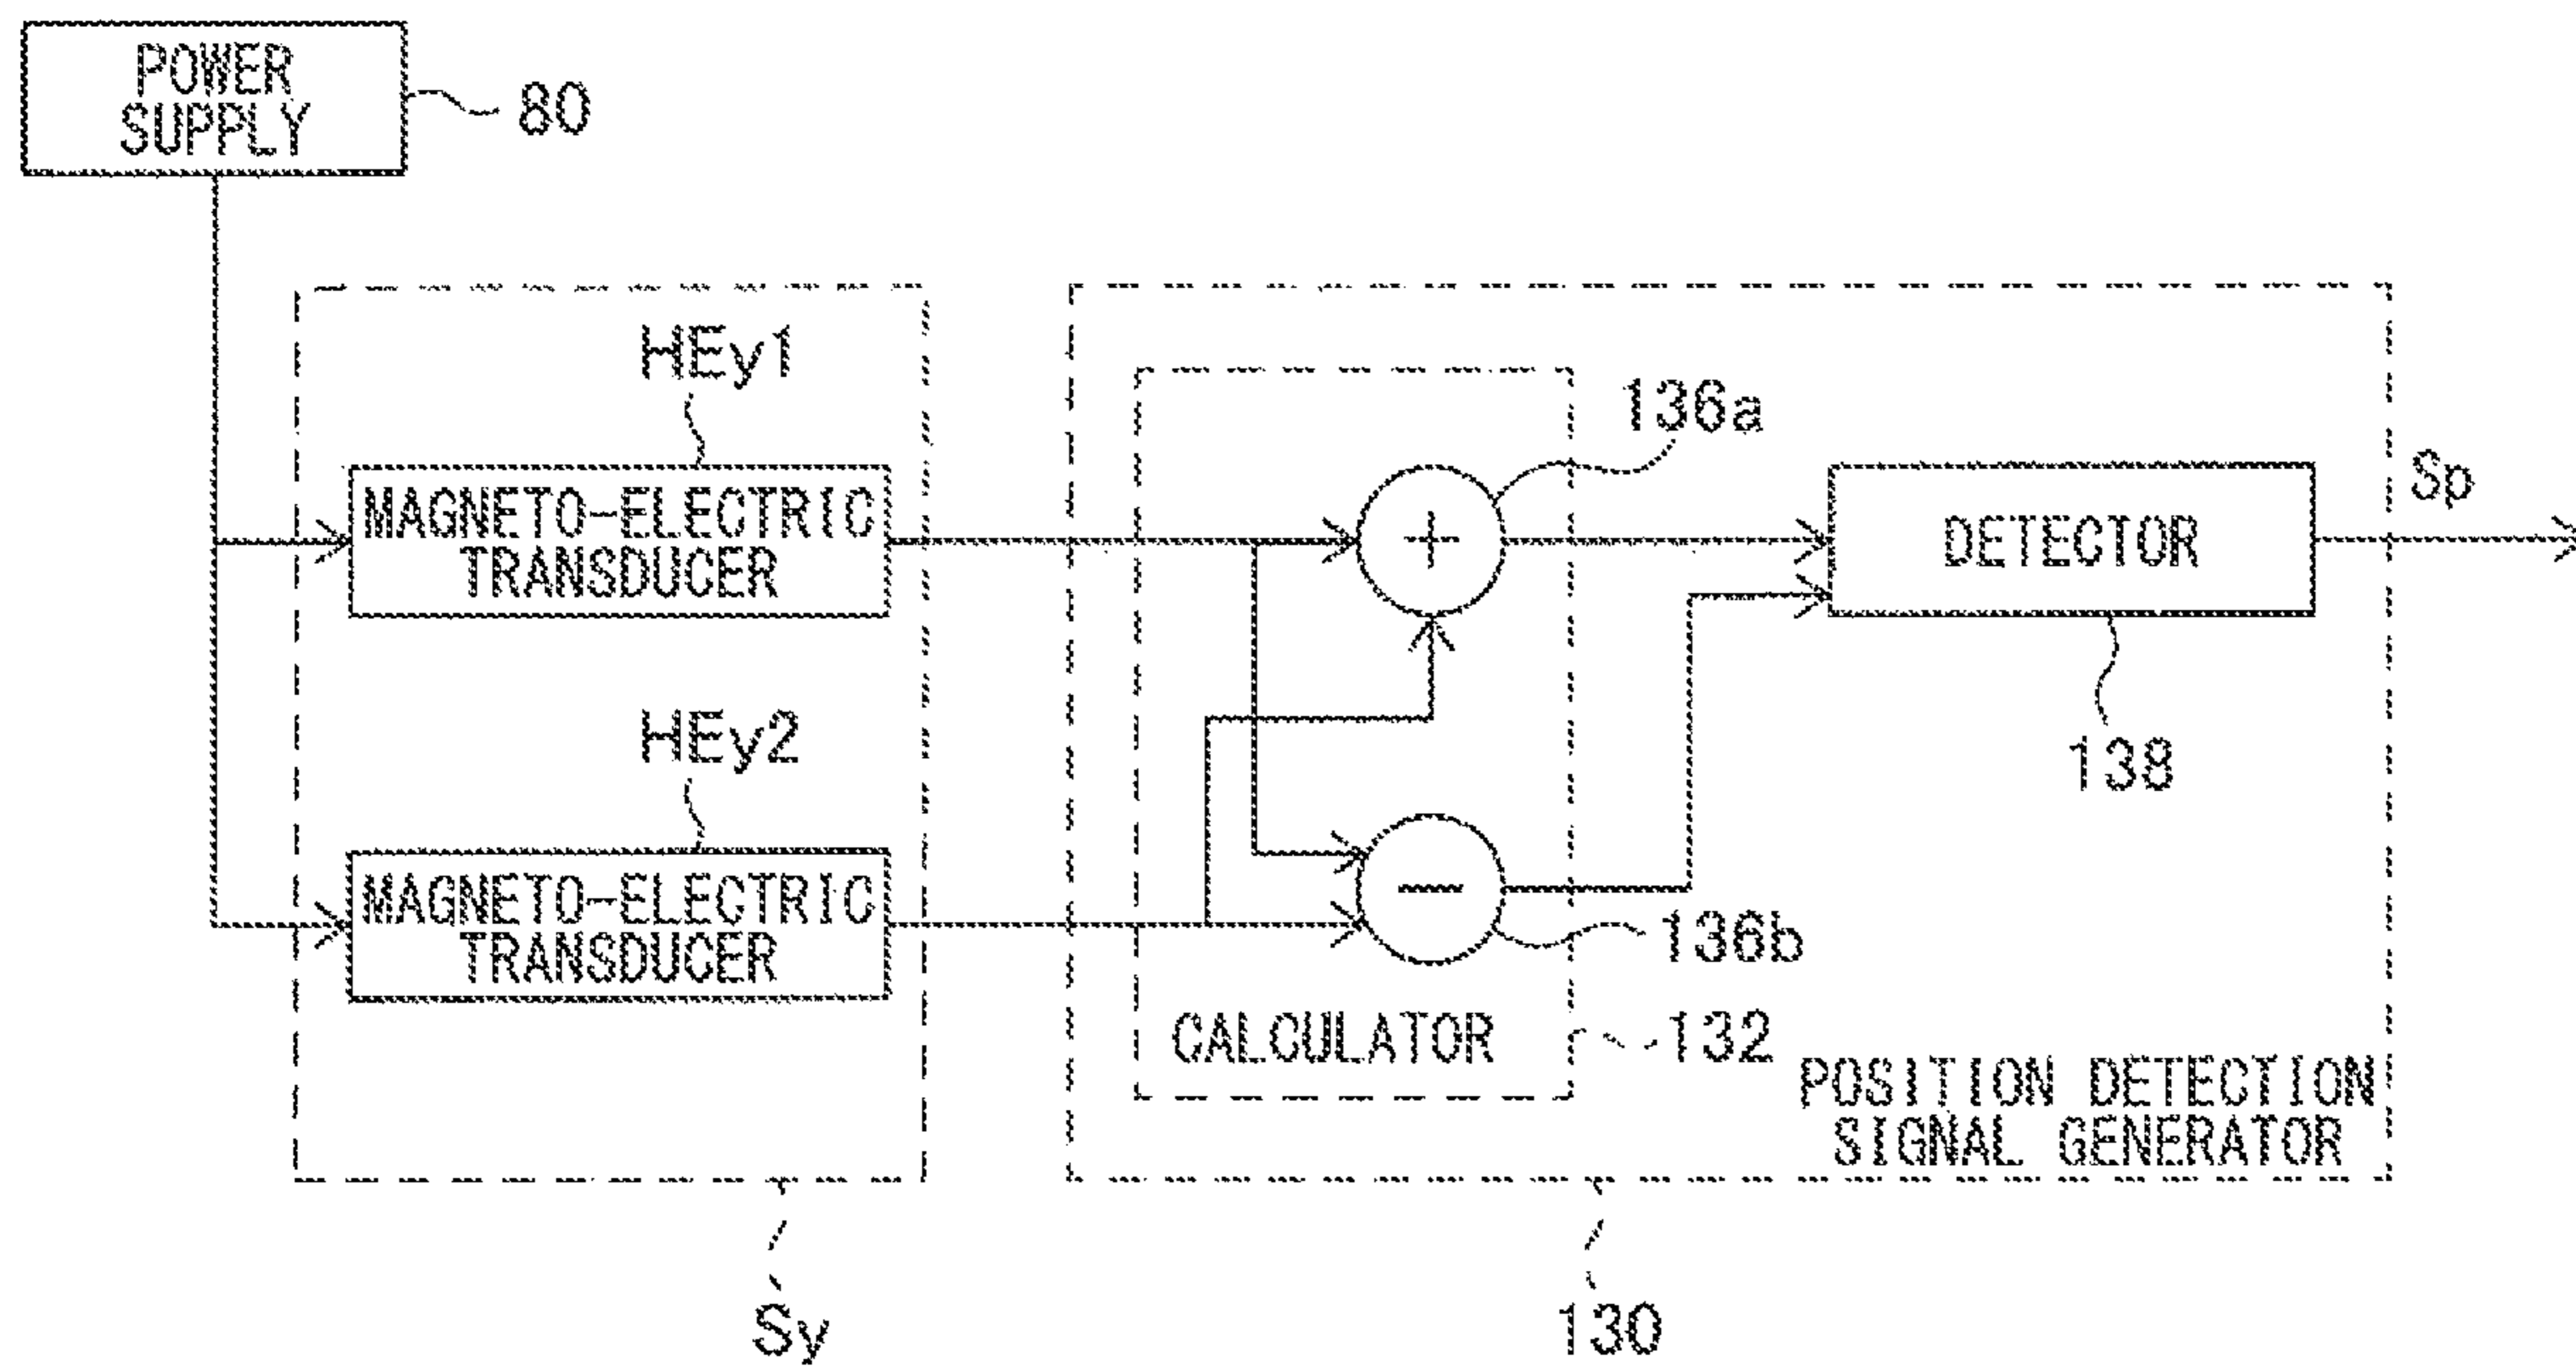 POWER
SUPPLY
80
HEy1
MAGNETO-ELECTRIC
TRANSDUCER
HEy2
MAGNETO-ELECTRIC
TRANSDUCER
Sy
136a
+
DETECTOR
Sp
138
−
136b
CALCULATOR
132
POSITION DETECTION
SIGNAL GENERATOR
130